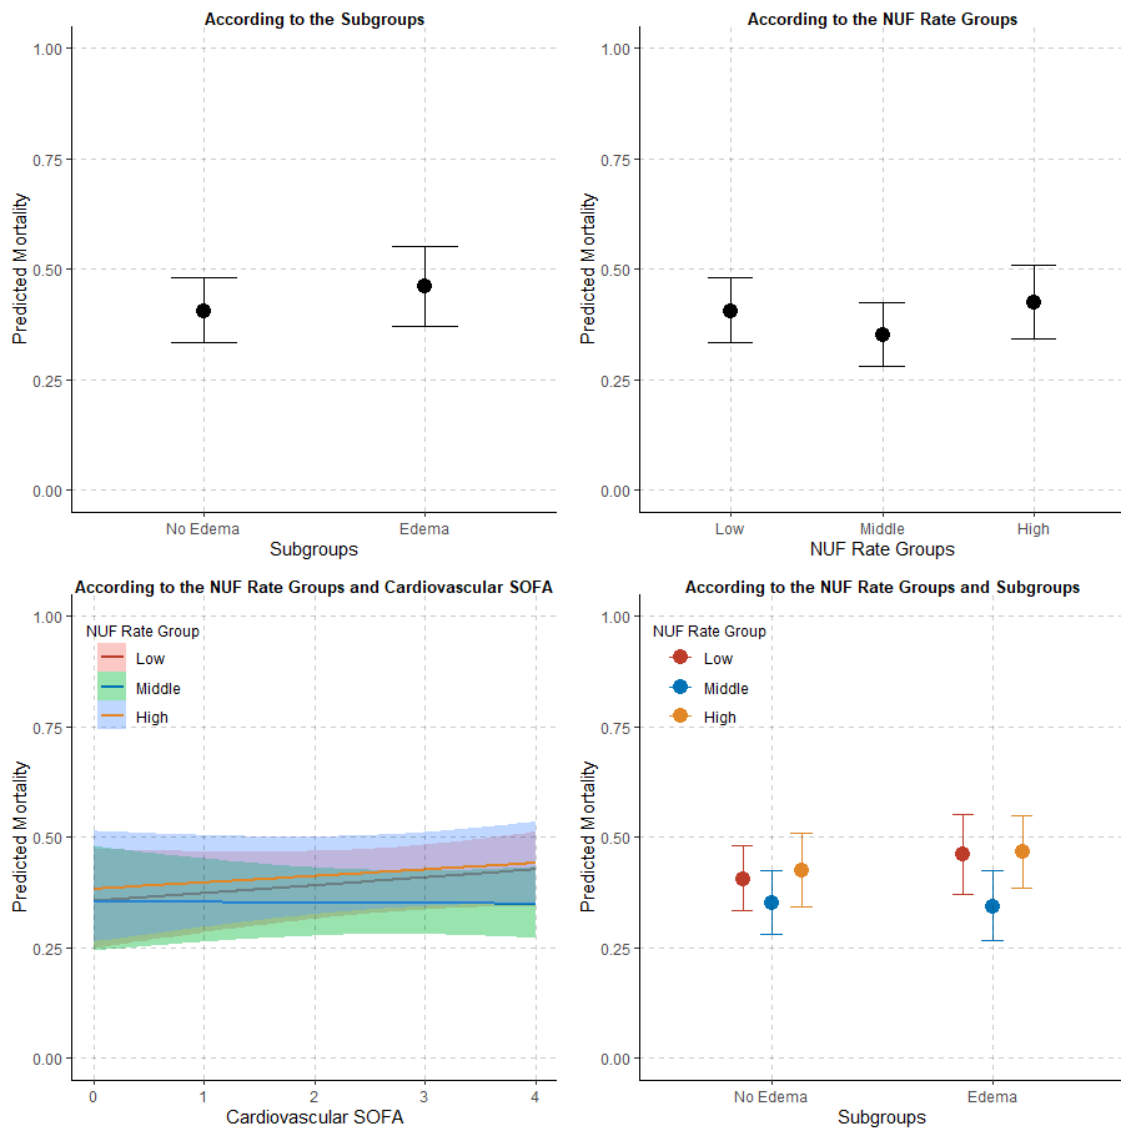 According to the Subgroups
1.00
0.75
0.50
0.25
0.00
Predicted Mortality
No Edema
Edema
Subgroups
According to the NUF Rate Groups
1.00
0.75
0.50
0.25
0.00
Predicted Mortality
Low
Middle
High
NUF Rate Groups
According to the NUF Rate Groups and Cardiovascular SOFA
NUF Rate Group
Low
Middle
High
1.00
0.75
0.50
0.25
0.00
Predicted Mortality
0
1
2
3
4
Cardiovascular SOFA
According to the NUF Rate Groups and Subgroups
NUF Rate Group
Low
Middle
High
1.00
0.75
0.50
0.25
0.00
Predicted Mortality
No Edema
Edema
Subgroups